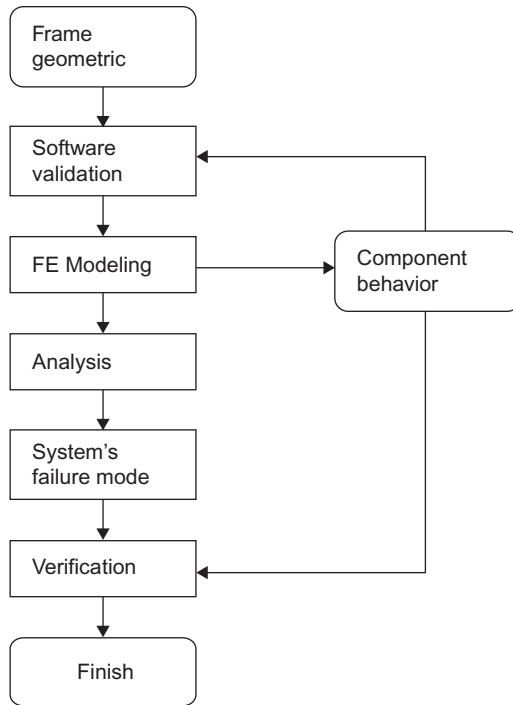 Frame
geometric
Software
validation
FE Modeling
Component
behavior
Analysis
System's
failure mode
Verification
Finish